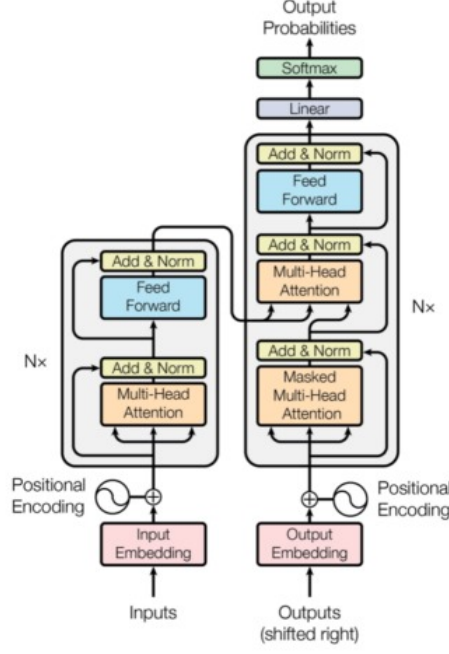 Output
Probabilities
Softmax
Linear
Add & Norm
Feed
Forward
Add & Norm
Multi-Head
Attention
Add & Norm
Masked
Multi-Head
Attention
Nx
Add & Norm
Feed
Forward
Add & Norm
Multi-Head
Attention
Nx
Positional
Encoding
Positional
Encoding
Input
Embedding
Output
Embedding
Inputs
Outputs
(shifted right)